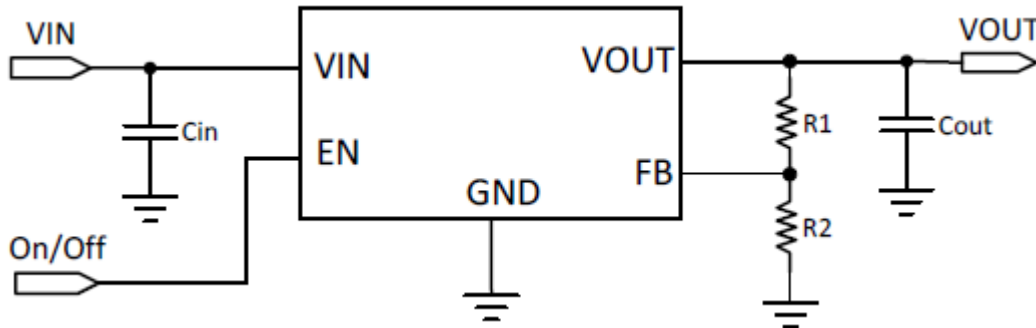 VIN
VOUT
VIN
VOUT
Cin
R1
Cout
EN
FB
GND
R2
On/Off